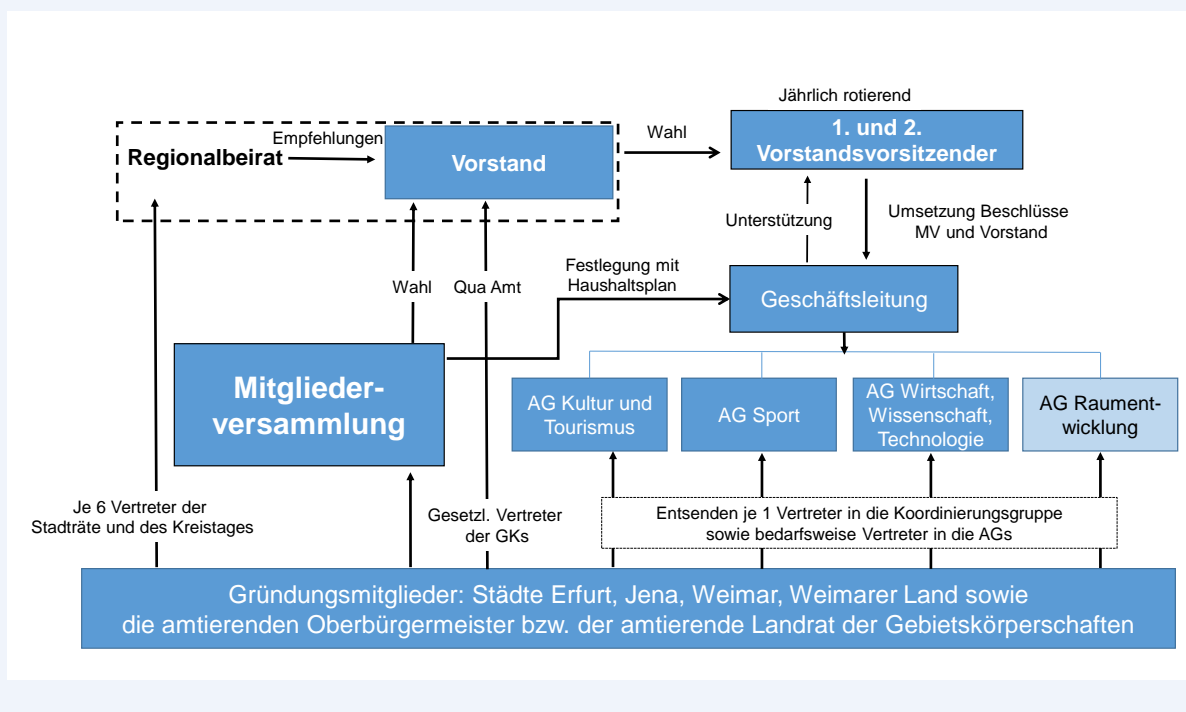 Jährlich rotierend
Empfehlungen
Wahl
1. und 2.
Vorstandsvorsitzender
Regionalbeirat
Vorstand
Unterstützung
Umsetzung Beschlüsse
MV und Vorstand
Wahl
Qua Amt
Festlegung mit
Haushaltsplan
Geschäftsleitung
Mitglieder-
versammlung
AG Kultur und
Tourismus
AG Sport
AG Wirtschaft,
Wissenschaft,
Technologie
AG Raument-
wicklung
Je 6 Vertreter der
Stadträte und des Kreistages
Gesetzl. Vertreter
der GKs
Entsenden je 1 Vertreter in die Koordinierungsgruppe
sowie bedarfsweise Vertreter in die AGs
Gründungsmitglieder: Städte Erfurt, Jena, Weimar, Weimarer Land sowie
die amtierenden Oberbürgermeister bzw. der amtierende Landrat der Gebietskörperschaften